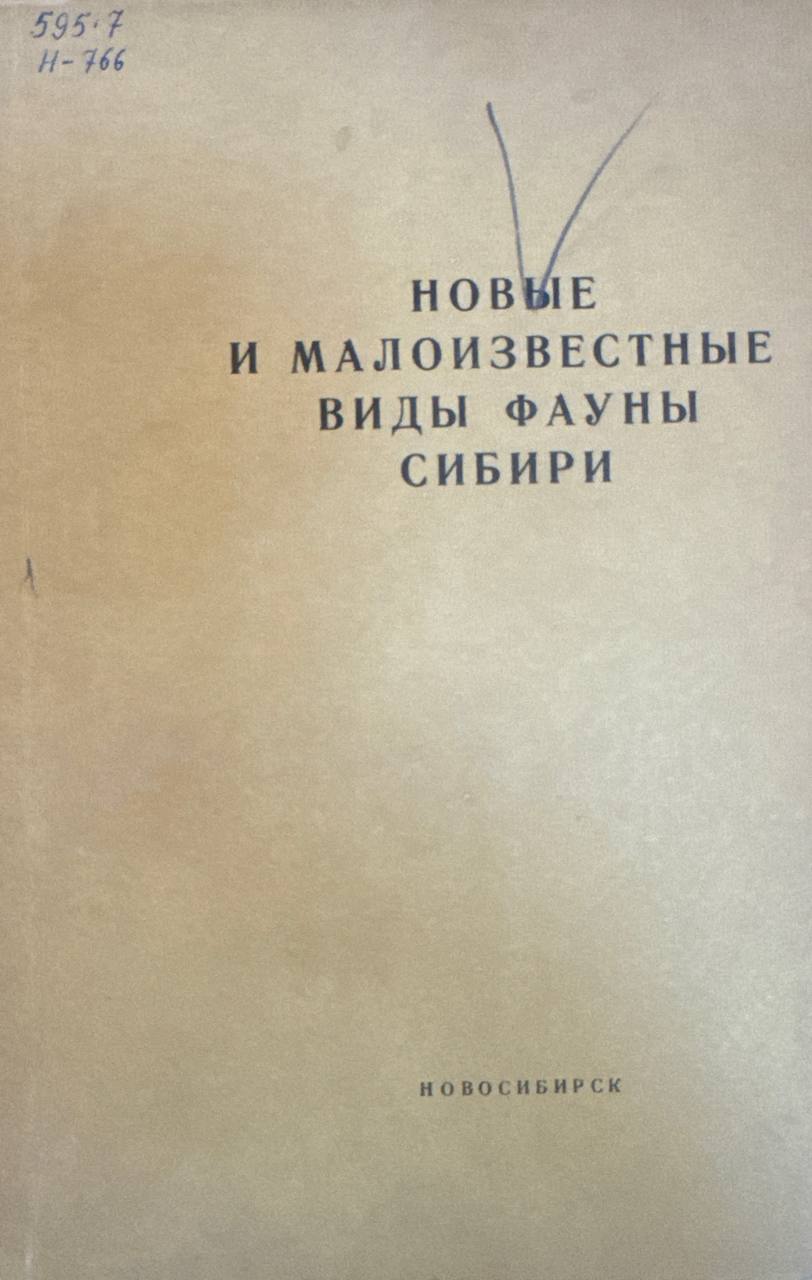 595.7
Н-766
НОВЫЕ
И МАЛОИЗВЕСТНЫЕ
ВИДЫ ФАУНЫ
СИБИРИ
НОВОСИБИРСК